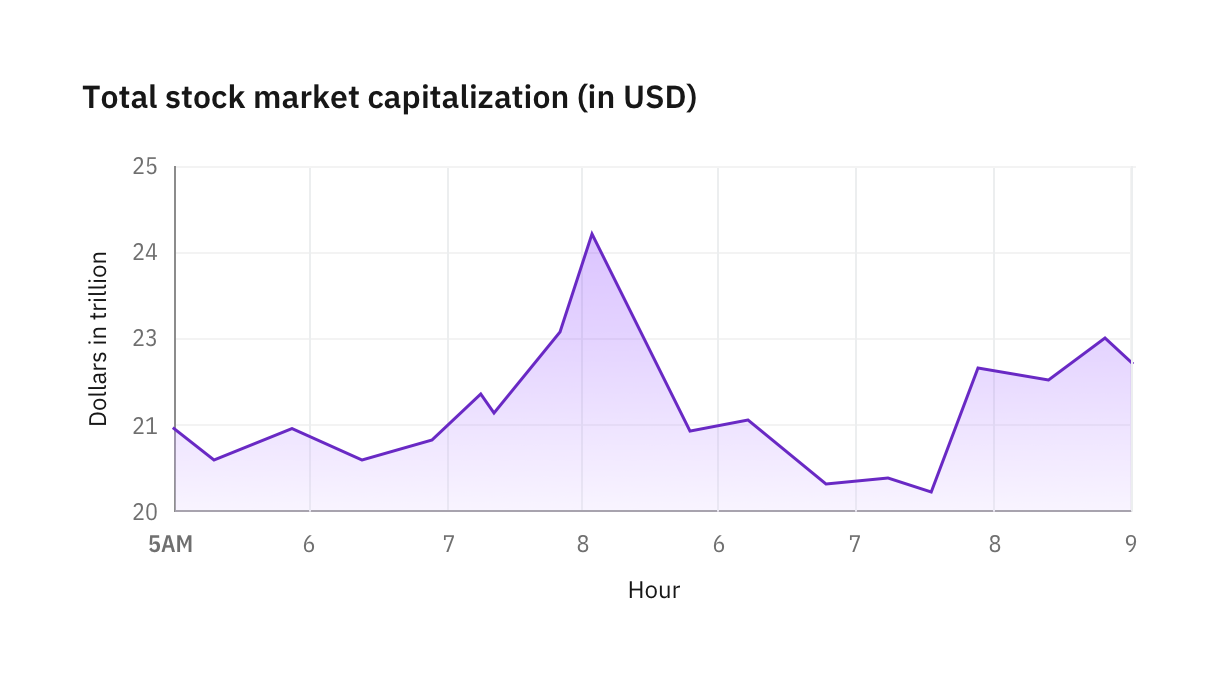 Total stock market capitalization (in USD)
25
24
23
21
20
Dollars in trillion
5AM 6 7 8 6 7 8 9
Hour